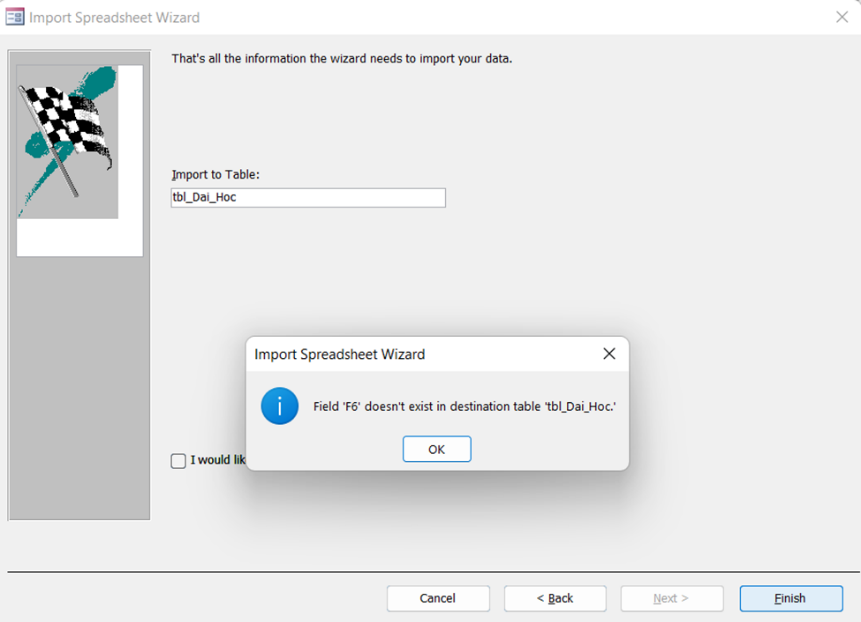 Import Spreadsheet Wizard
That's all the information the wizard needs to import your data.
Import to Table:
tbl_Dai_Hoc
Import Spreadsheet Wizard
Field 'F6' doesn't exist in destination table 'tbl_Dai_Hoc.'
OK
I would lik
Cancel
< Back
Next >
Finish